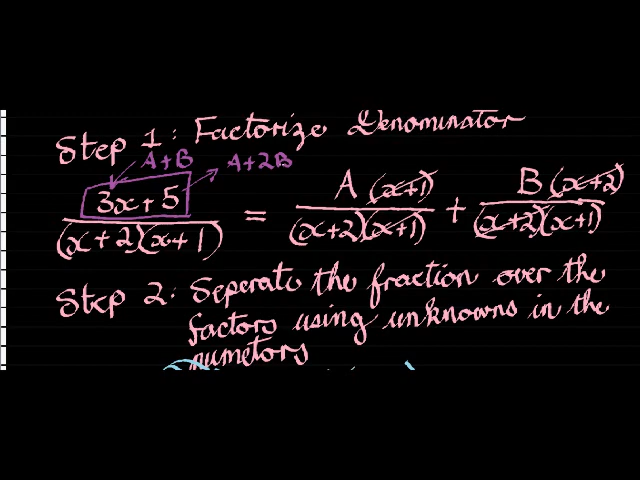 Step 1: Factorize Denominator
A+B A+2B
3x + 5 / (x+2)(x+1) = A(x+1) / (x+2)(x+1) + B(x+2) / (x+2)(x+1)
Step 2: Seperate the fraction over the
factors using unknowns in the
numetors